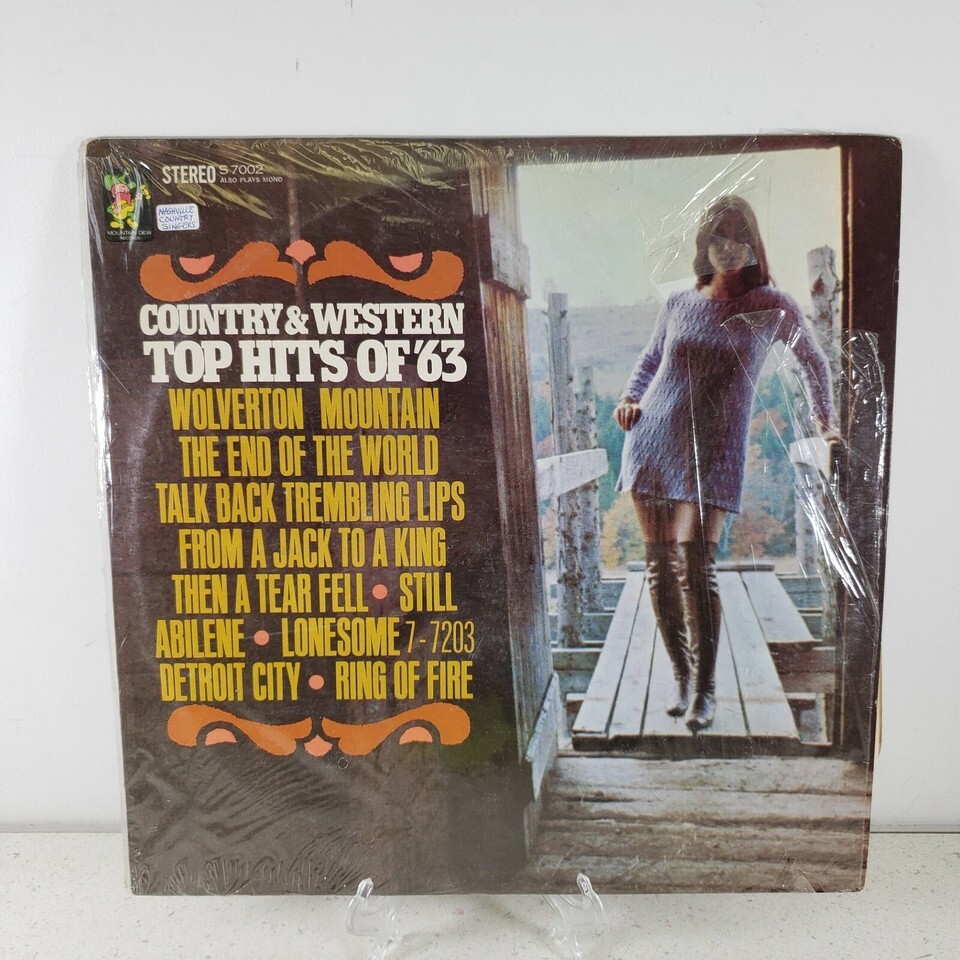 STEREO S-7002
ALSO PLAYS MONO
MOUNTAIN DEW
RECORDS
NASHVILLE
COUNTRY
SINGERS
COUNTRY & WESTERN
TOP HITS OF '63
WOLVERTON MOUNTAIN
THE END OF THE WORLD
TALK BACK TREMBLING LIPS
FROM A JACK TO A KING
THEN A TEAR FELL • STILL
ABILENE • LONESOME 7-7203
DETROIT CITY • RING OF FIRE